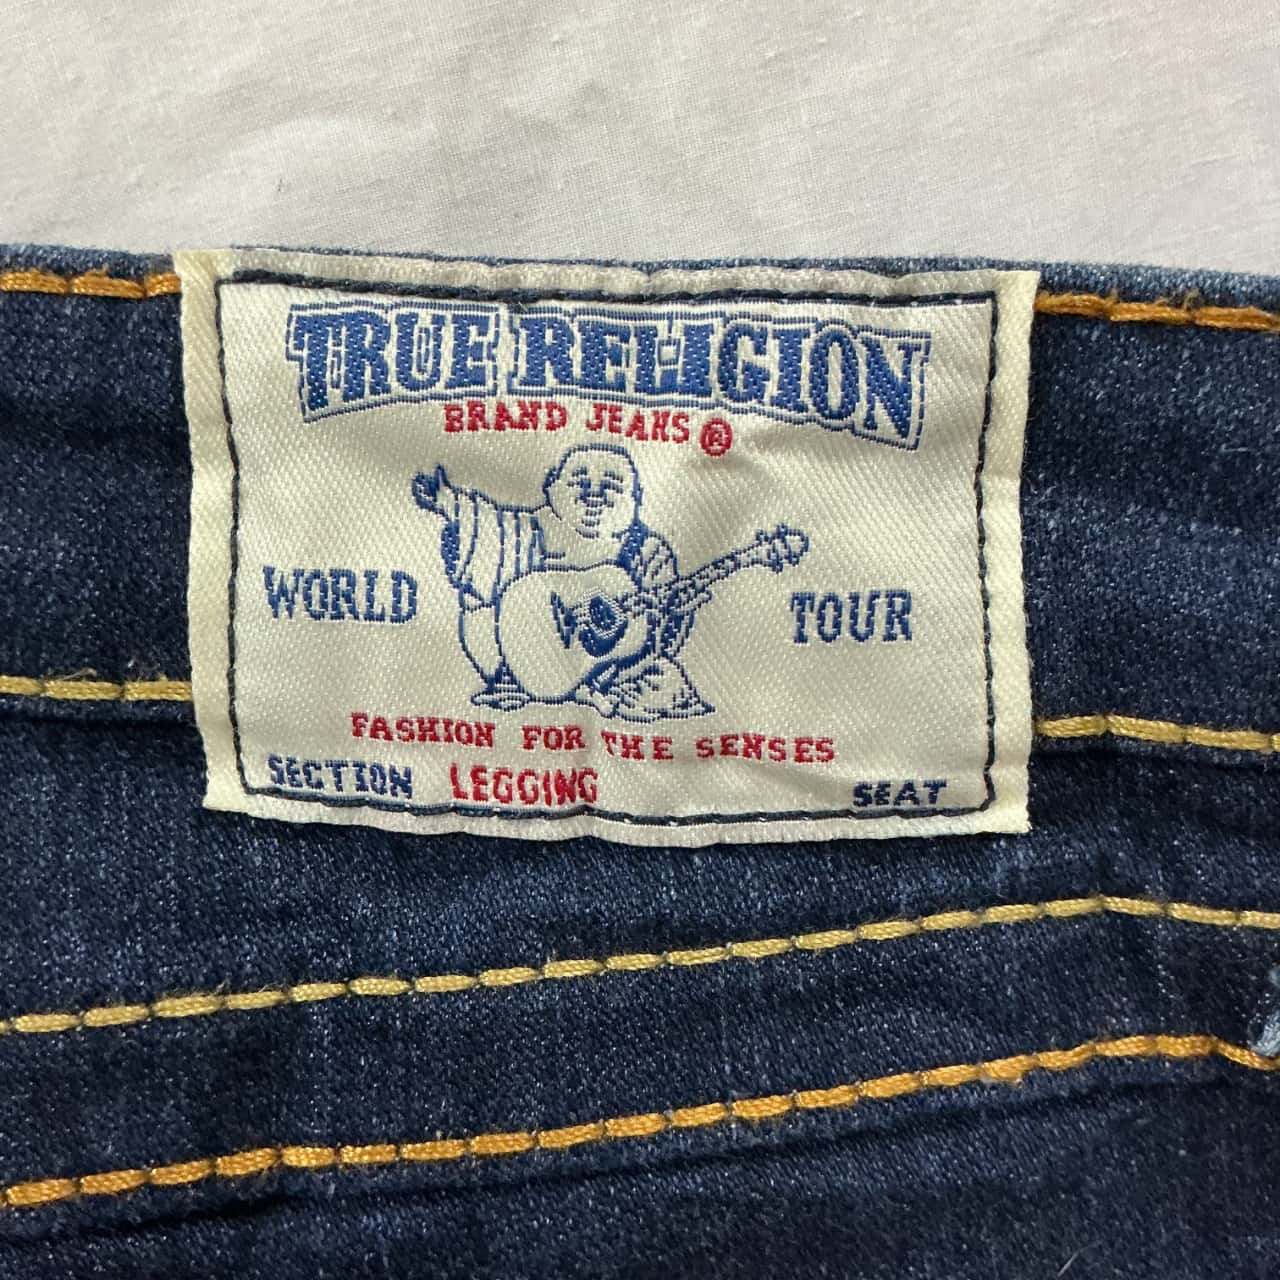 TRUE RELIGION
BRAND JEANS ®
WORLD TOUR
FASHION FOR THE SENSES
SECTION LEGGING SEAT